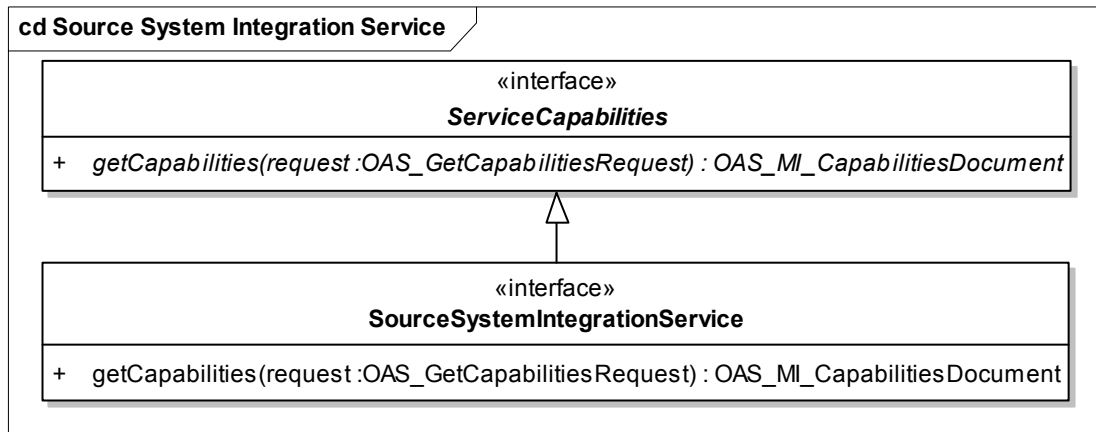 cd Source System Integration Service
«interface»
ServiceCapabilities
+ getCapabilities(request :OAS_GetCapabilitiesRequest) : OAS_MI_CapabilitiesDocument
«interface»
SourceSystemIntegrationService
+ getCapabilities(request :OAS_GetCapabilitiesRequest) : OAS_MI_CapabilitiesDocument